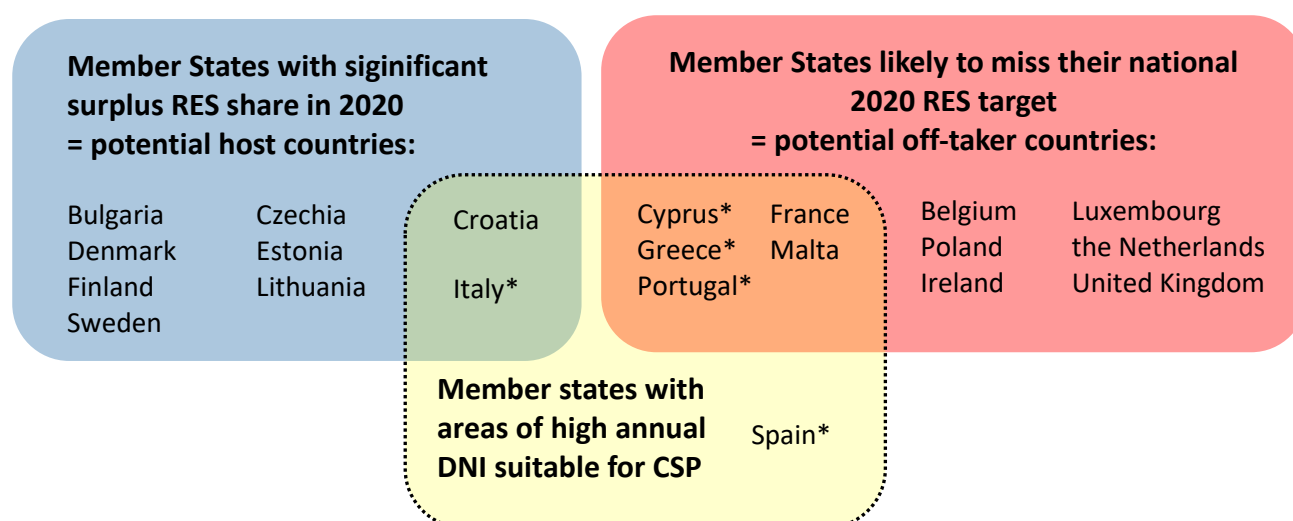 Member States with siginificant
surplus RES share in 2020
= potential host countries:
Member States likely to miss their national
2020 RES target
= potential off-taker countries:
Bulgaria Czechia Croatia Cyprus* France Belgium Luxembourg
Denmark Estonia Greece* Malta Poland the Netherlands
Finland Lithuania Italy* Portugal* Ireland United Kingdom
Sweden
Member states with
areas of high annual
DNI suitable for CSP
Spain*